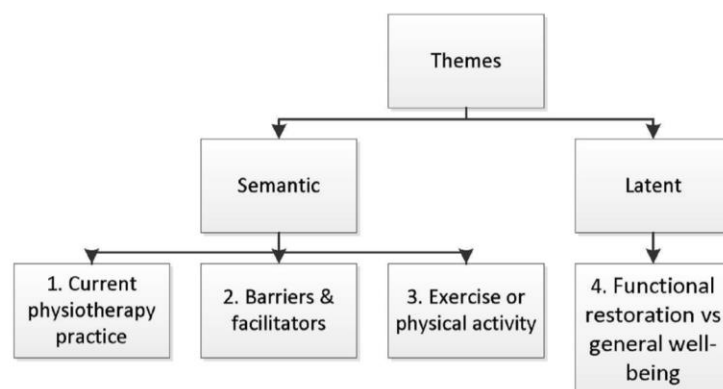 Themes
Semantic
Latent
1. Current
physiotherapy
practice
2. Barriers &
facilitators
3. Exercise or
physical activity
4. Functional
restoration vs
general well-
being